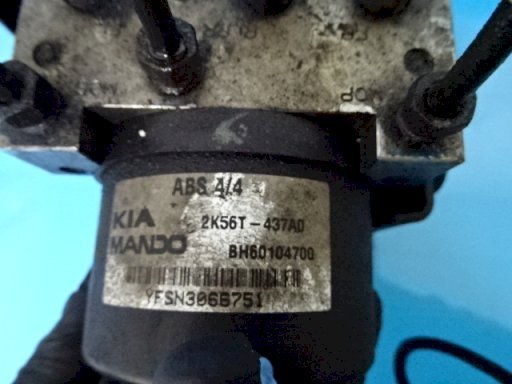 ABS 4/4
KIA 2K56T-437A0
MANDO BH60104700
YFSN306B751